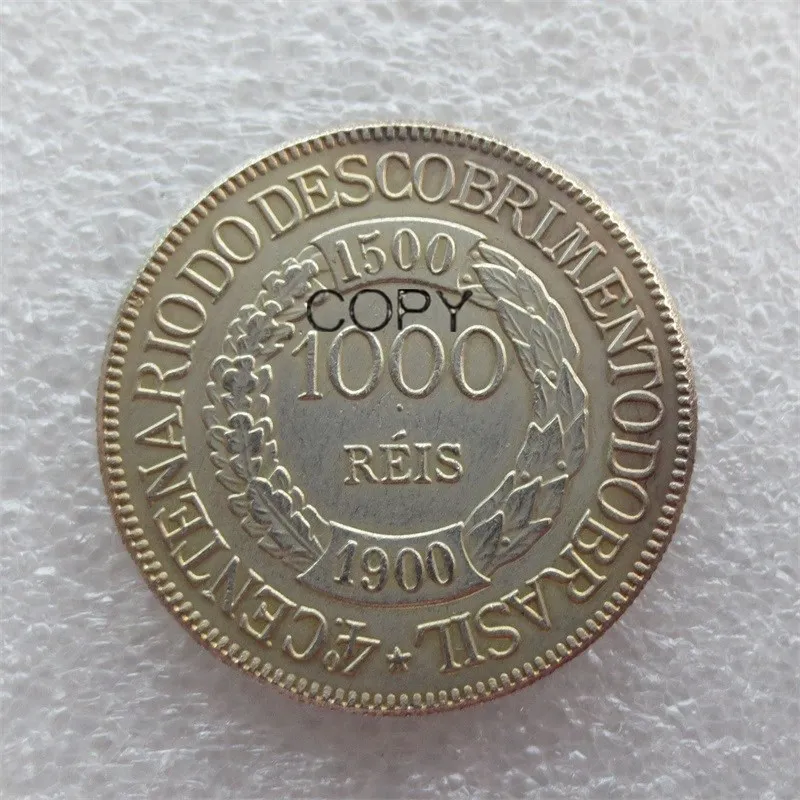 4º CENTENARIO DO DESCOBRIMENTO DO BRASIL
1500
COPY
1000
RÉIS
1900